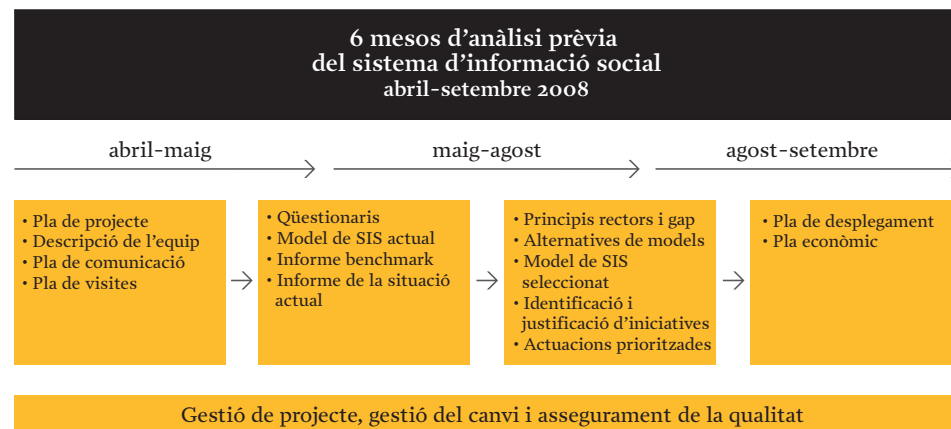 6 mesos d’anàlisi prèvia
del sistema d’informació social
abril-setembre 2008
abril-maig
maig-agost
agost-setembre
• Pla de projecte
• Descripció de l’equip
• Pla de comunicació
• Pla de visites
• Qüestionaris
• Model de SIS actual
• Informe benchmark
• Informe de la situació
actual
• Principis rectors i gap
• Alternatives de models
• Model de SIS
seleccionat
• Identificació i
justificació d’iniciatives
• Actuacions prioritzades
• Pla de desplegament
• Pla econòmic
Gestió de projecte, gestió del canvi i assegurament de la qualitat